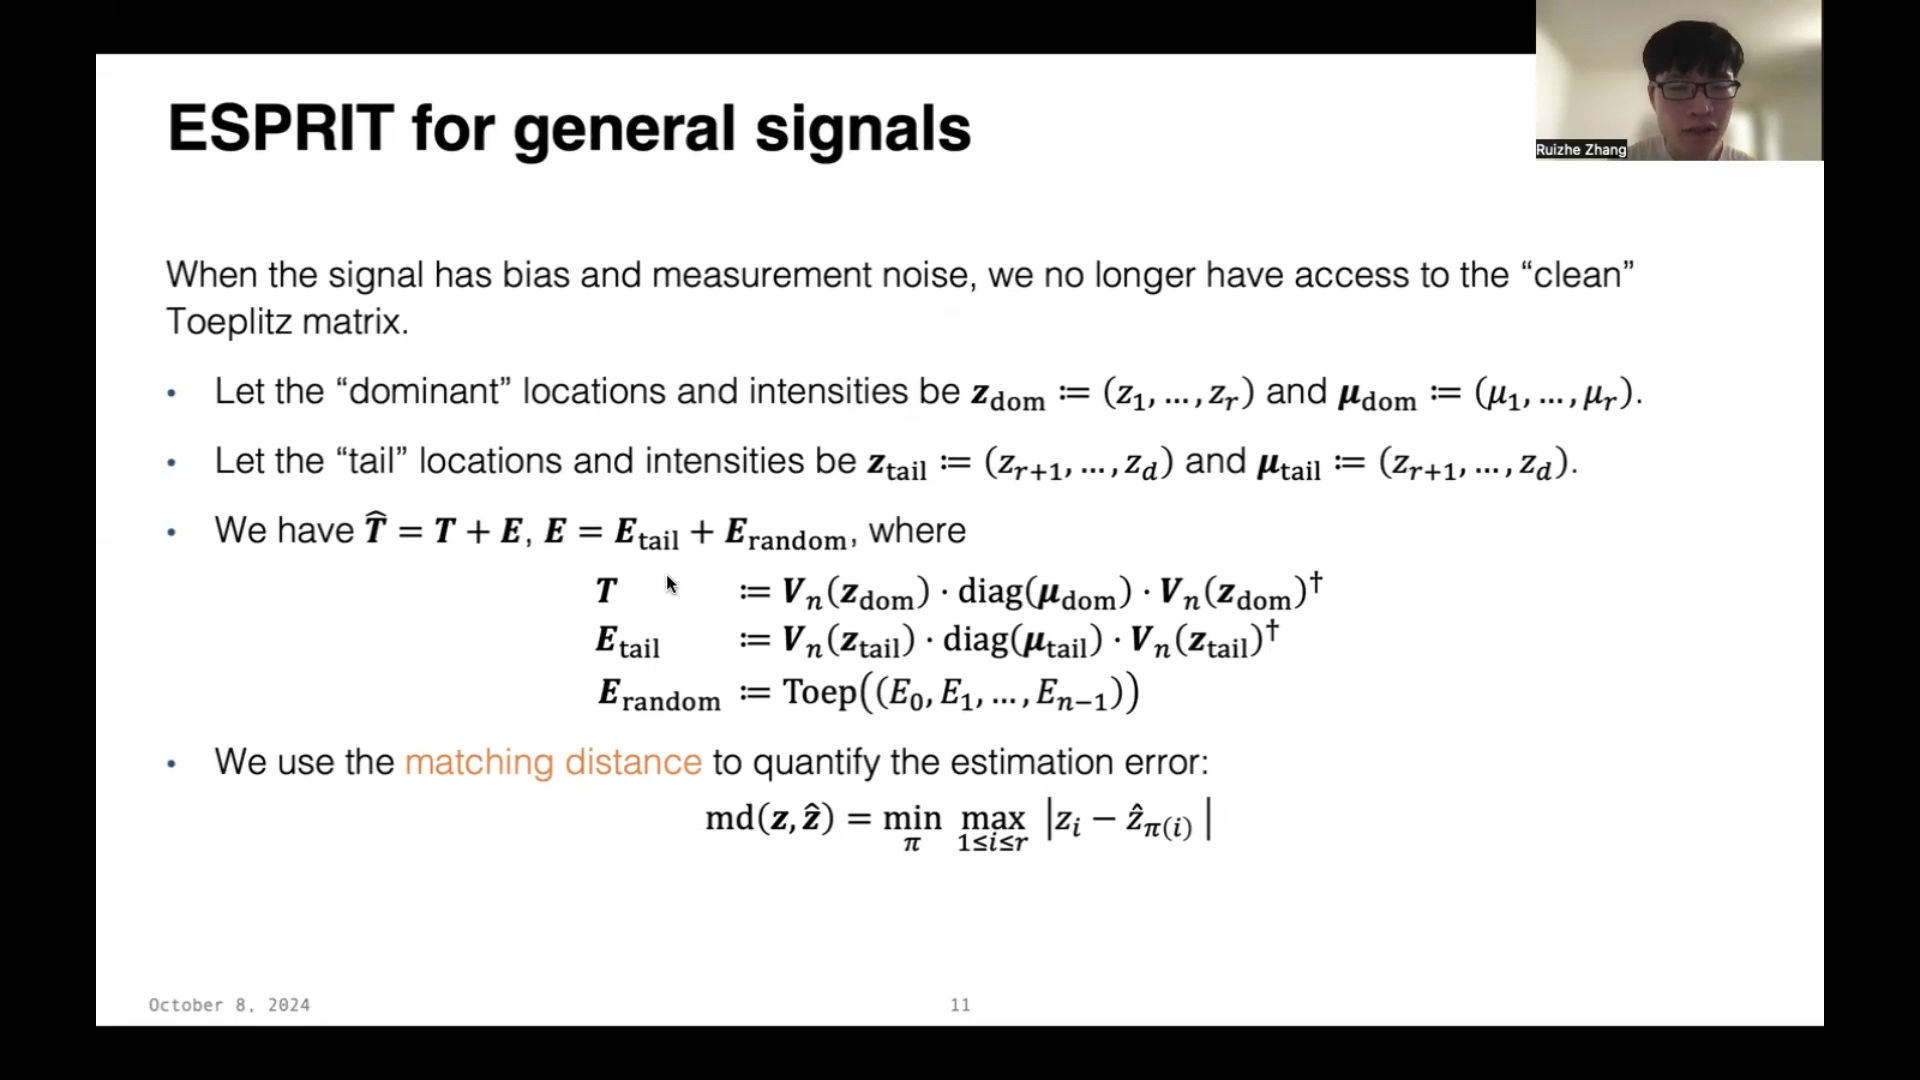 ESPRIT for general signals
Ruizhe Zhang
When the signal has bias and measurement noise, we no longer have access to the “clean”
Toeplitz matrix.
• Let the “dominant” locations and intensities be 𝒛_dom ≔ (𝑧_1, … , 𝑧_𝑟) and 𝝁_dom ≔ (𝜇_1, … , 𝜇_𝑟).
• Let the “tail” locations and intensities be 𝒛_tail ≔ (𝑧_{𝑟+1}, … , 𝑧_𝑑) and 𝝁_tail ≔ (𝑧_{𝑟+1}, … , 𝑧_𝑑).
• We have 𝑻̂ = 𝑻 + 𝑬, 𝑬 = 𝑬_tail + 𝑬_random, where
𝑻 ≔ 𝑽_𝑛(𝒛_dom) ⋅ diag(𝝁_dom) ⋅ 𝑽_𝑛(𝒛_dom)^†
𝑬_tail ≔ 𝑽_𝑛(𝒛_tail) ⋅ diag(𝝁_tail) ⋅ 𝑽_𝑛(𝒛_tail)^†
𝑬_random ≔ Toep((𝐸_0, 𝐸_1, … , 𝐸_{𝑛−1}))
• We use the matching distance to quantify the estimation error:
md(𝒛, 𝒛̂) = min_𝜋 max_{1≤𝑖≤𝑟} |𝑧_𝑖 − 𝑧̂_{𝜋(𝑖)}|
October 8, 2024
11